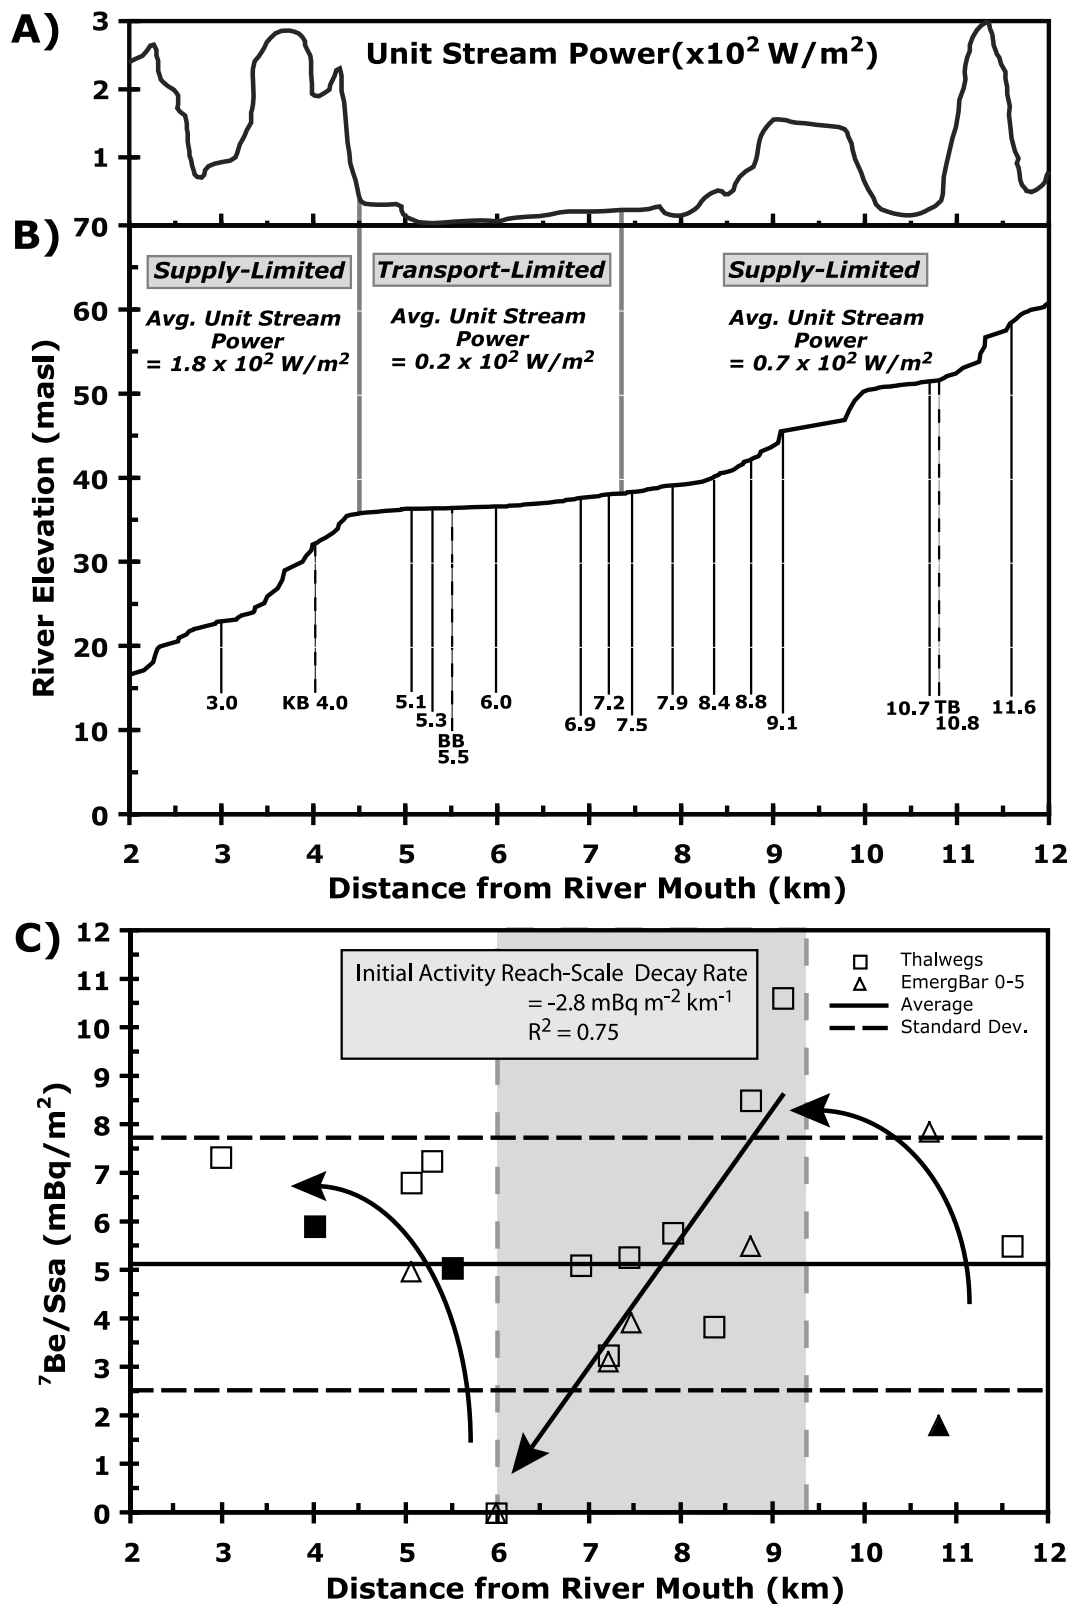 A)
Unit Stream Power(x10² W/m²)
3
2
1
B)
70
60
50
40
30
20
10
0
River Elevation (masl)
Supply-Limited
Avg. Unit Stream
Power
= 1.8 x 10² W/m²
Transport-Limited
Avg. Unit Stream
Power
= 0.2 x 10² W/m²
Supply-Limited
Avg. Unit Stream
Power
= 0.7 x 10² W/m²
3.0
KB 4.0
5.1
5.3
BB
5.5
6.0
6.9
7.2
7.5
7.9
8.4
8.8
9.1
10.7
TB
10.8
11.6
2 3 4 5 6 7 8 9 10 11 12
Distance from River Mouth (km)
C)
12
11
10
9
8
7
6
5
4
3
2
1
0
⁷Be/Ssa (mBq/m²)
Initial Activity Reach-Scale Decay Rate
= -2.8 mBq m⁻² km⁻¹
R² = 0.75
Thalwegs
EmergBar 0-5
Average
Standard Dev.
2 3 4 5 6 7 8 9 10 11 12
Distance from River Mouth (km)